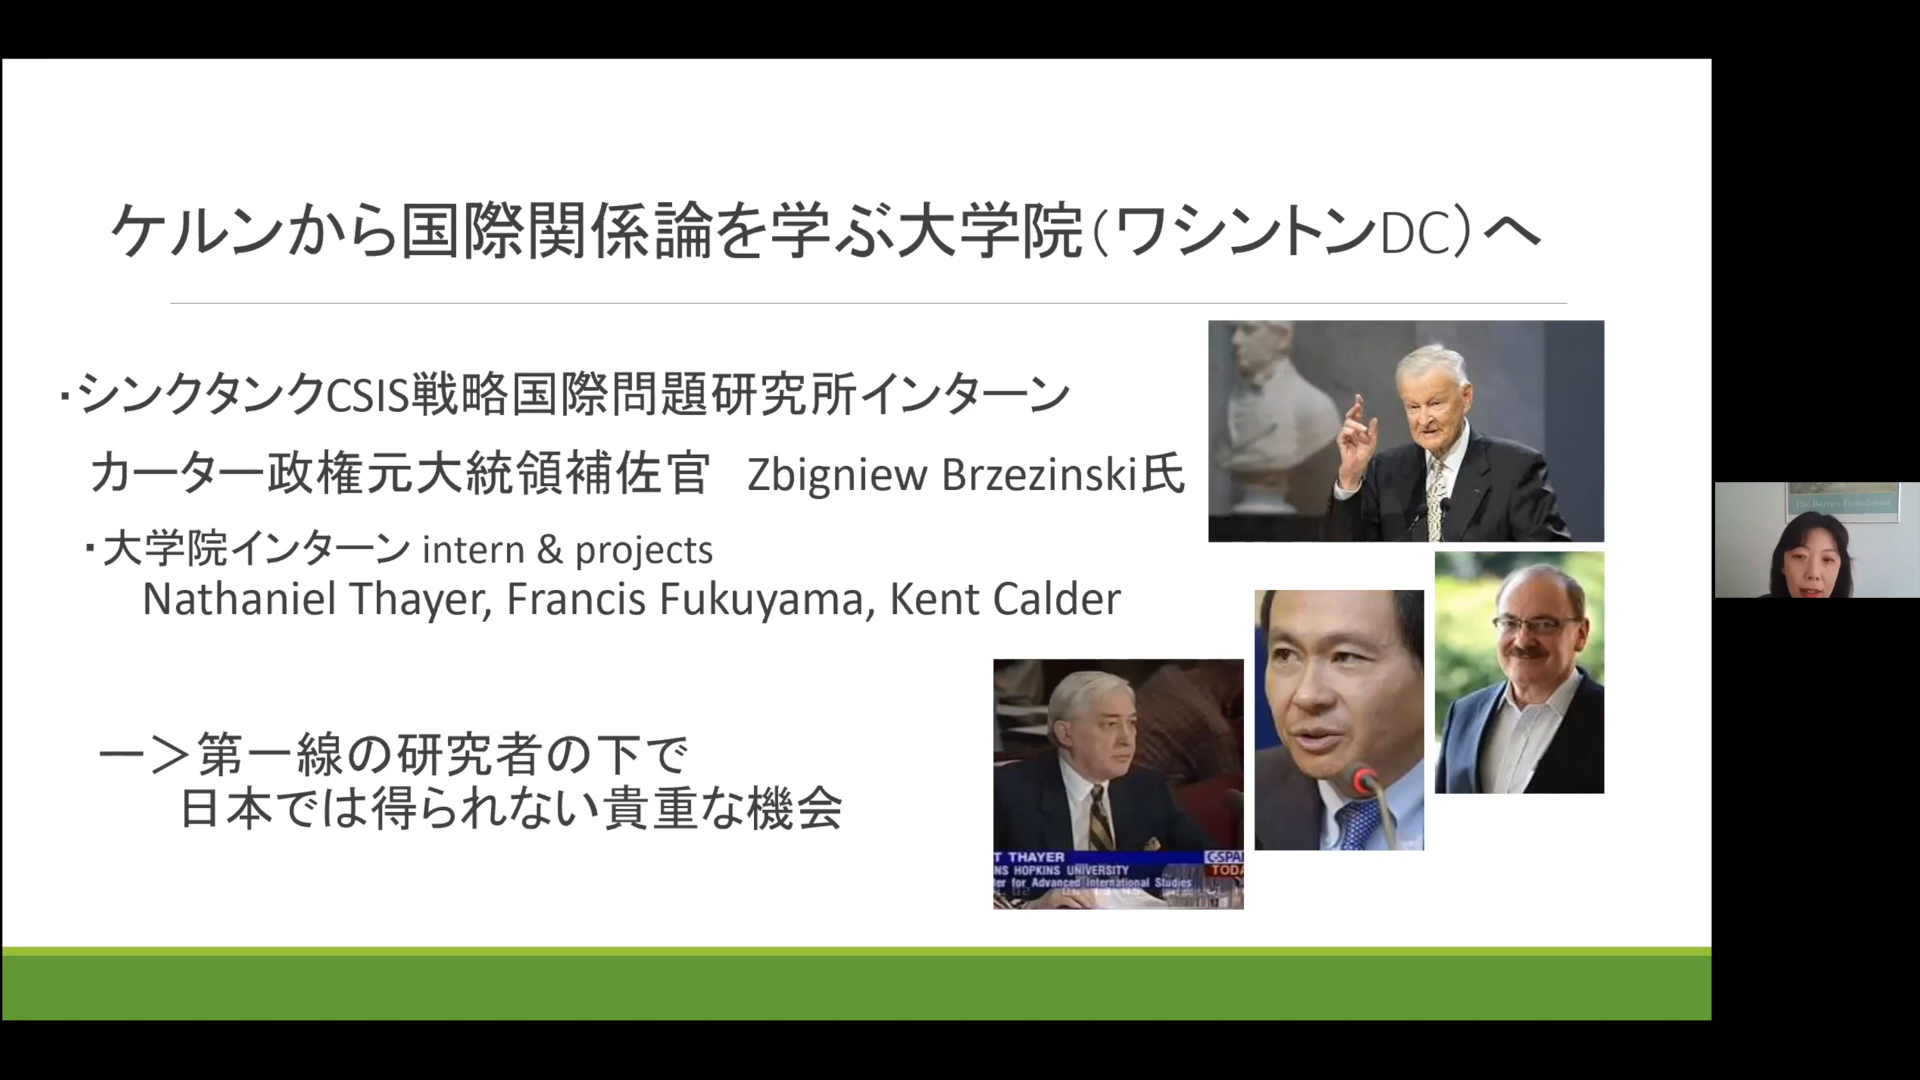 ケルンから国際関係論を学ぶ大学院（ワシントンDC）へ
・シンクタンクCSIS戦略国際問題研究所インターン
カーター政権元大統領補佐官　Zbigniew Brzezinski氏
・大学院インターン intern & projects
Nathaniel Thayer, Francis Fukuyama, Kent Calder
ー＞第一線の研究者の下で
日本では得られない貴重な機会
T THAYER
NS HOPKINS UNIVERSITY
er for Advanced International Studies
C-SPA
TODA
The Barnes Foundation